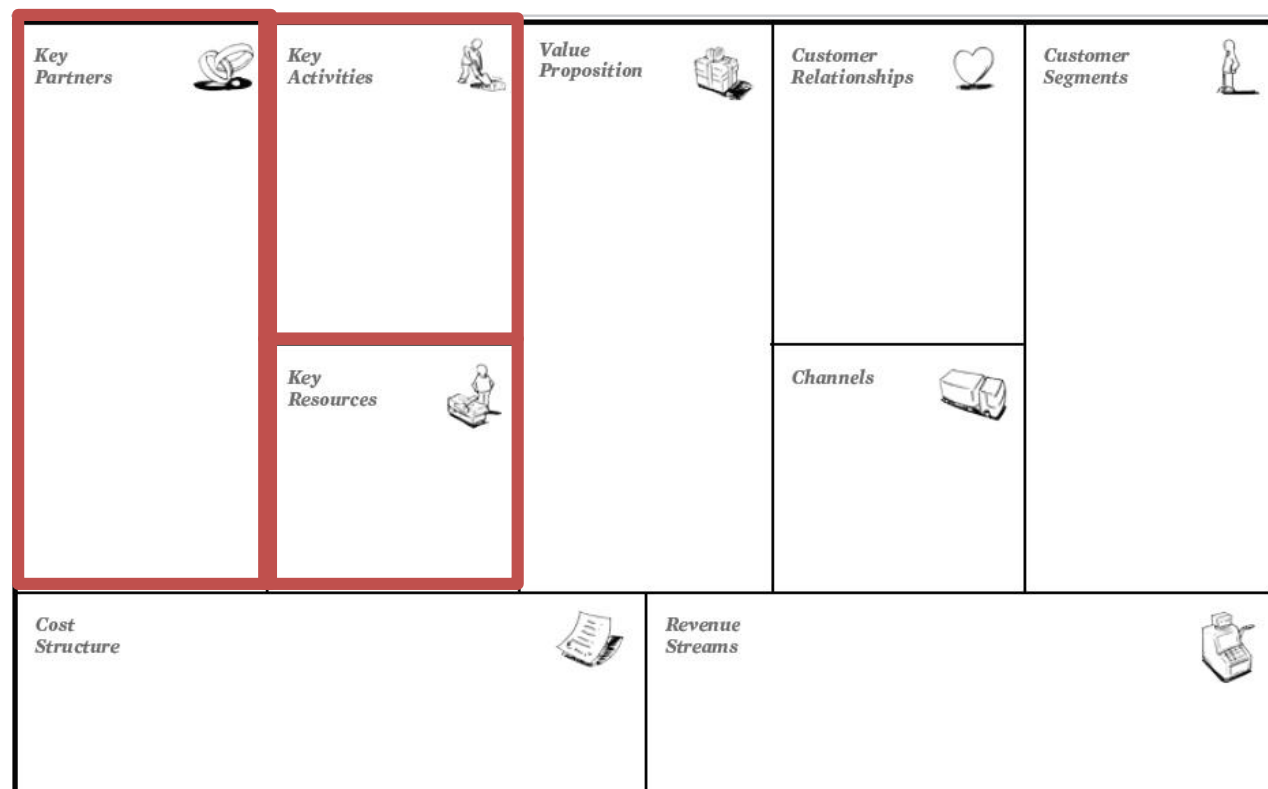 Key
Partners
Key
Activities
Value
Proposition
Customer
Relationships
Customer
Segments
Key
Resources
Channels
Cost
Structure
Revenue
Streams